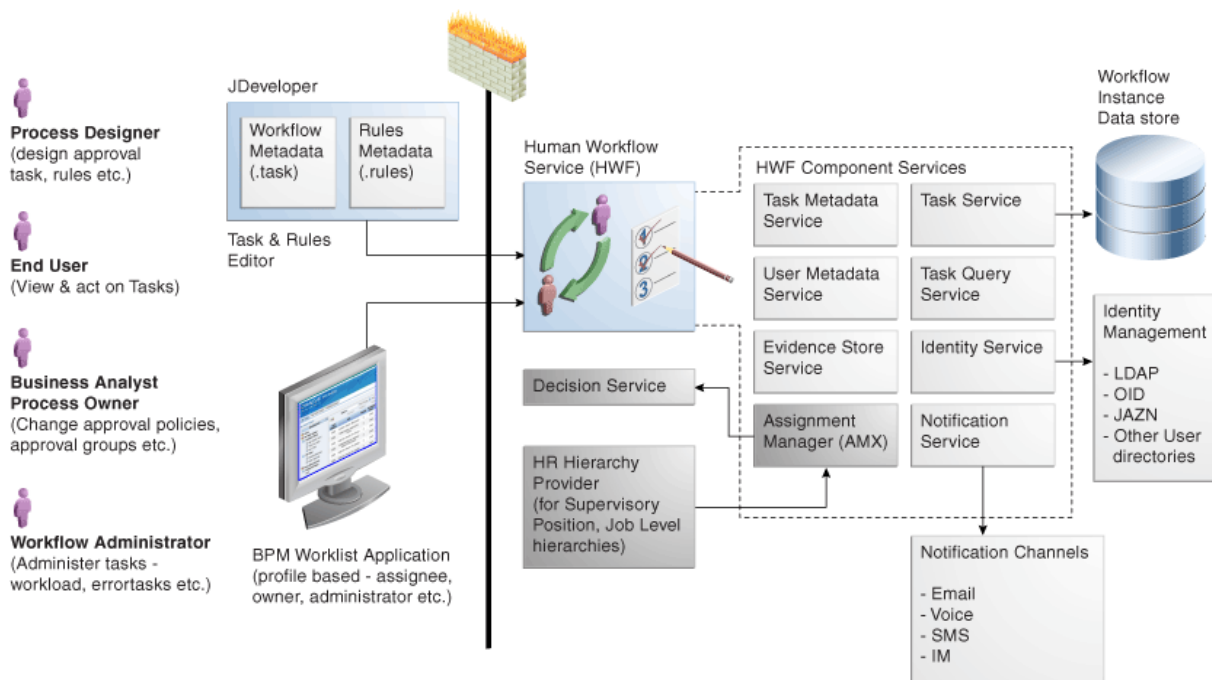 Process Designer
(design approval
task, rules etc.)
End User
(View & act on Tasks)
Business Analyst
Process Owner
(Change approval policies,
approval groups etc.)
Workflow Administrator
(Administer tasks -
workload, errortasks etc.)
JDeveloper
Workflow
Metadata
(.task)
Rules
Metadata
(.rules)
Task & Rules
Editor
BPM Worklist Application
(profile based - assignee,
owner, administrator etc.)
Human Workflow
Service (HWF)
1
2
3
Decision Service
HR Hierarchy
Provider
(for Supervisory
Position, Job Level
hierarchies)
HWF Component Services
Task Metadata
Service
Task Service
User Metadata
Service
Task Query
Service
Evidence Store
Service
Identity Service
Assignment
Manager (AMX)
Notification
Service
Workflow
Instance
Data store
Identity
Management
- LDAP
- OID
- JAZN
- Other User
directories
Notification Channels
- Email
- Voice
- SMS
- IM